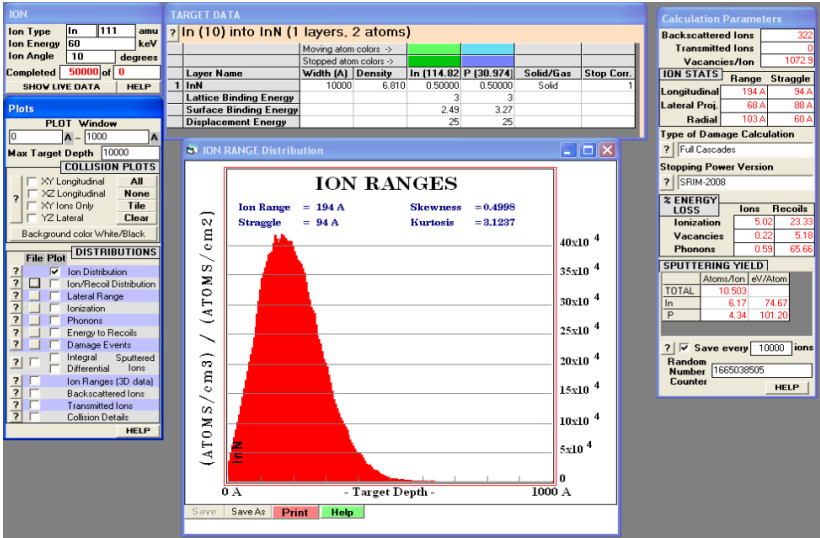 ION
Ion Type In 111 amu
Ion Energy 60 keV
Ion Angle 10 degrees
Completed 50000 of 0
SHOW LIVE DATA HELP
TARGET DATA
? In (10) into InN (1 layers, 2 atoms)
Moving atom colors ->
Stopped atom colors ->
Layer Name Width (A) Density In (114.82 P (30.974) Solid/Gas Stop Corr.
1 InN 10000 6.810 0.50000 0.50000 Solid 1
Lattice Binding Energy 3 3
Surface Binding Energy 2.49 3.27
Displacement Energy 25 25
Plots
PLOT Window
0 A - 1000 A
Max Target Depth 10000
COLLISION PLOTS
? XY Longitudinal All
XZ Longitudinal None
XY Ions Only Tile
YZ Lateral Clear
Background color White/Black
File Plot DISTRIBUTIONS
? Ion Distribution
? Ion/Recoil Distribution
? Lateral Range
? Ionization
? Phonons
? Energy to Recoils
? Damage Events
? Integral Sputtered
Differential Ions
? Ion Ranges (3D data)
? Backscattered Ions
? Transmitted Ions
? Collision Details
HELP
ION RANGE Distribution
ION RANGES
Ion Range = 194 A Skewness =0.4998
Straggle = 94 A Kurtosis =3.1237
(ATOMS/cm3) / (ATOMS/cm2)
40x10 4
35x10 4
30x10 4
25x10 4
20x10 4
15x10 4
10x10 4
5x10 4
0
InN
0 A - Target Depth - 1000 A
Save Save As Print Help
Calculation Parameters
Backscattered Ions 322
Transmitted Ions 0
Vacancies/Ion 1072.9
ION STATS Range Straggle
Longitudinal 194 A 94 A
Lateral Proj. 68 A 88 A
Radial 103 A 60 A
Type of Damage Calculation
? Full Cascades
Stopping Power Version
? SRIM-2008
% ENERGY LOSS Ions Recoils
Ionization 5.02 23.33
Vacancies 0.22 5.18
Phonons 0.59 65.66
SPUTTERING YIELD
Atoms/Ion eV/Atom
TOTAL 10.503
In 6.17 74.67
P 4.34 101.20
? Save every 10000 ions
Random
Number 1665038505
Counter HELP